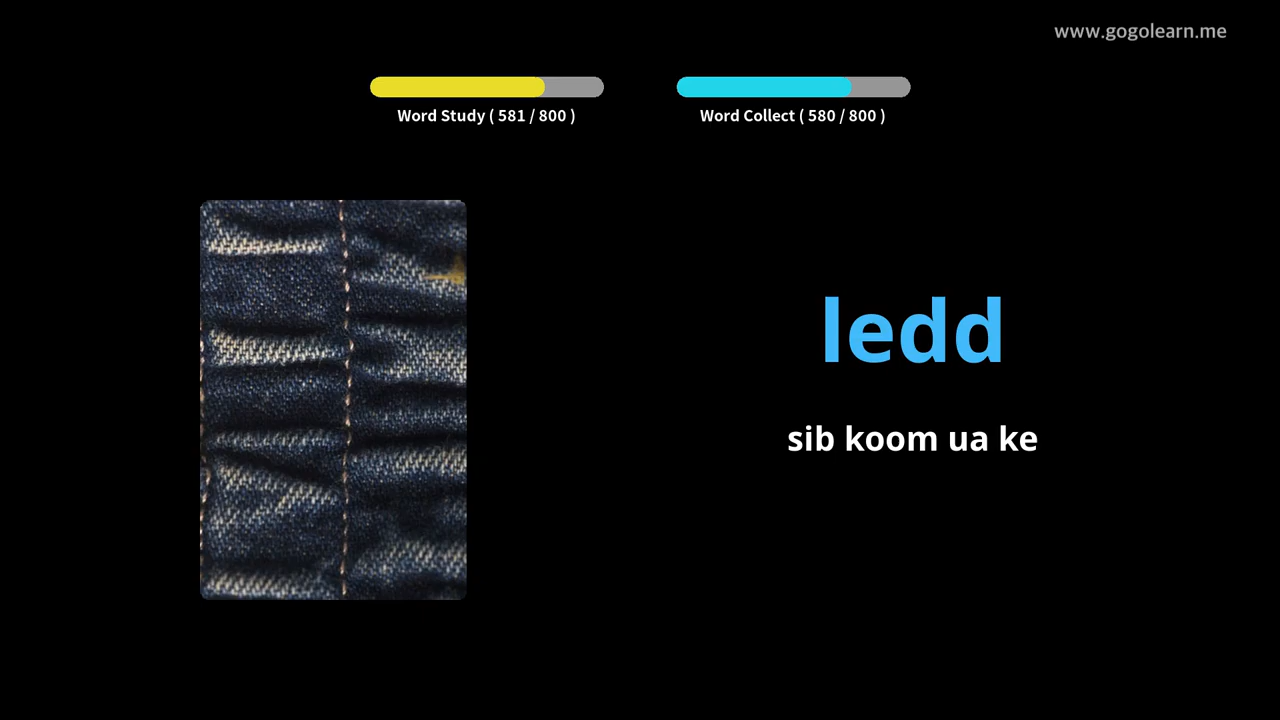 www.gogolearn.me
Word Study ( 581 / 800 )
Word Collect ( 580 / 800 )
ledd
sib koom ua ke